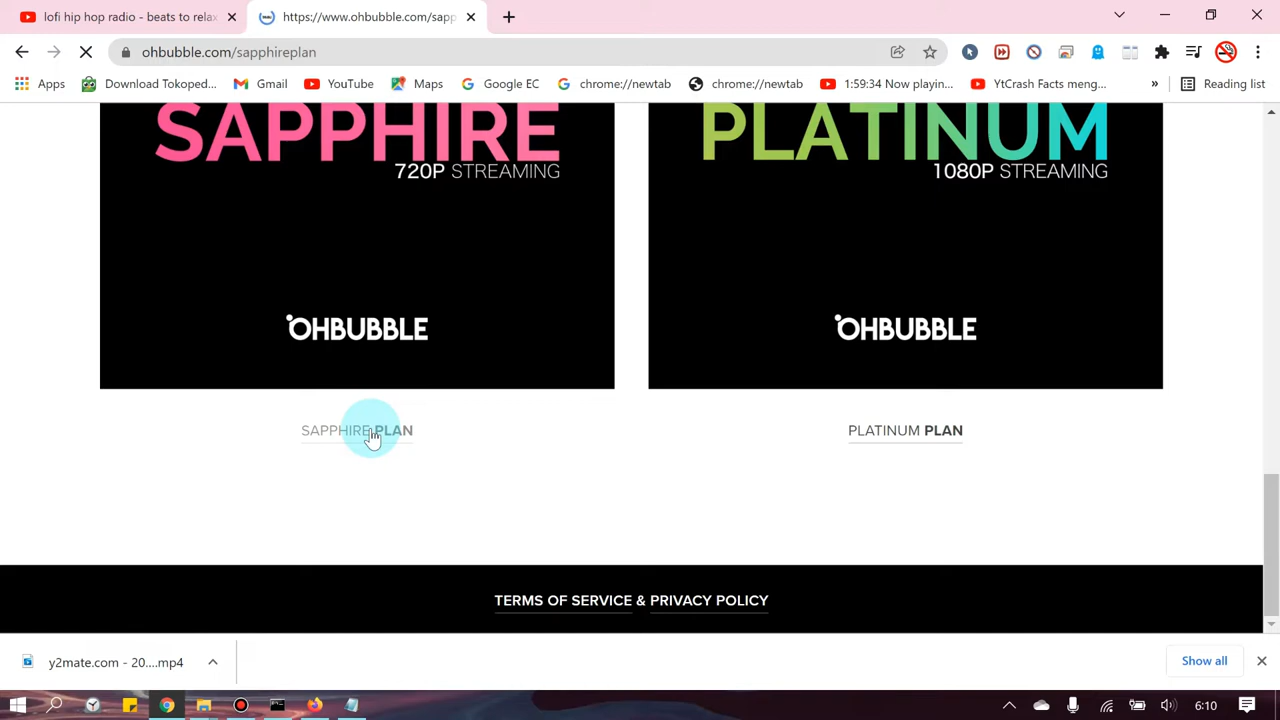 lofi hip hop radio - beats to relax
https://www.ohbubble.com/sapp
ohbubble.com/sapphireplan
Apps
Download Tokoped...
Gmail
YouTube
Maps
Google EC
chrome://newtab
chrome://newtab
1:59:34 Now playin...
YtCrash Facts meng...
»
Reading list
SAPPHIRE
720P STREAMING
OHBUBBLE
SAPPHIRE PLAN
PLATINUM
1080P STREAMING
OHBUBBLE
PLATINUM PLAN
TERMS OF SERVICE & PRIVACY POLICY
y2mate.com - 20....mp4
Show all
6:10